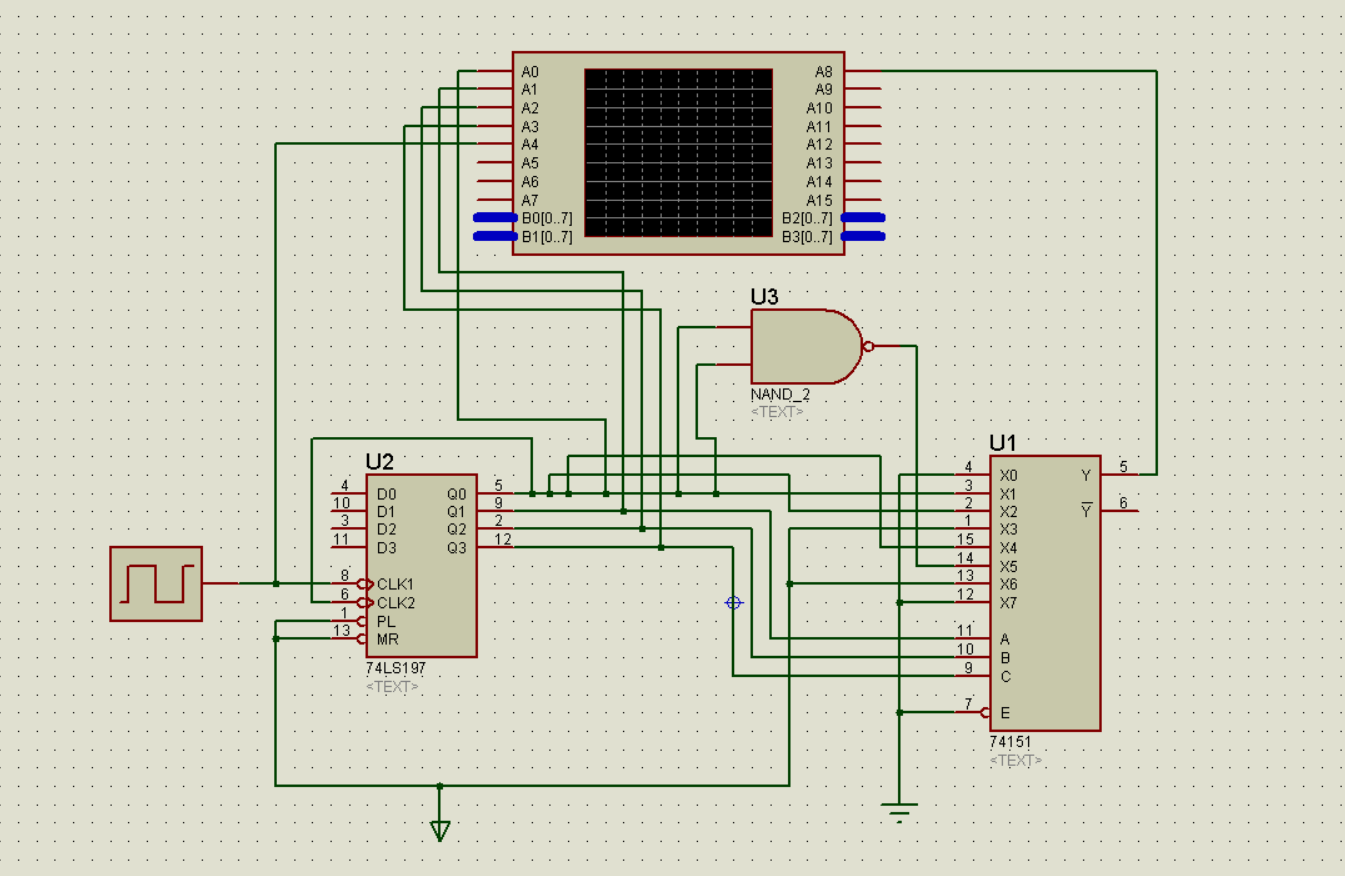 A0 A8
A1 A9
A2 A10
A3 A11
A4 A12
A5 A13
A6 A14
A7 A15
B0[0..7] B2[0..7]
B1[0..7] B3[0..7]
U3
NAND_2
<TEXT>
U2
4 D0 Q0 5
10 D1 Q1 9
3 D2 Q2 2
11 D3 Q3 12
8 CLK1
6 CLK2
1 PL
13 MR
74LS197
<TEXT>
U1
4 X0 Y 5
3 X1
2 X2 Y 6
1 X3
15 X4
14 X5
13 X6
12 X7
11 A
10 B
9 C
7 E
74151
<TEXT>